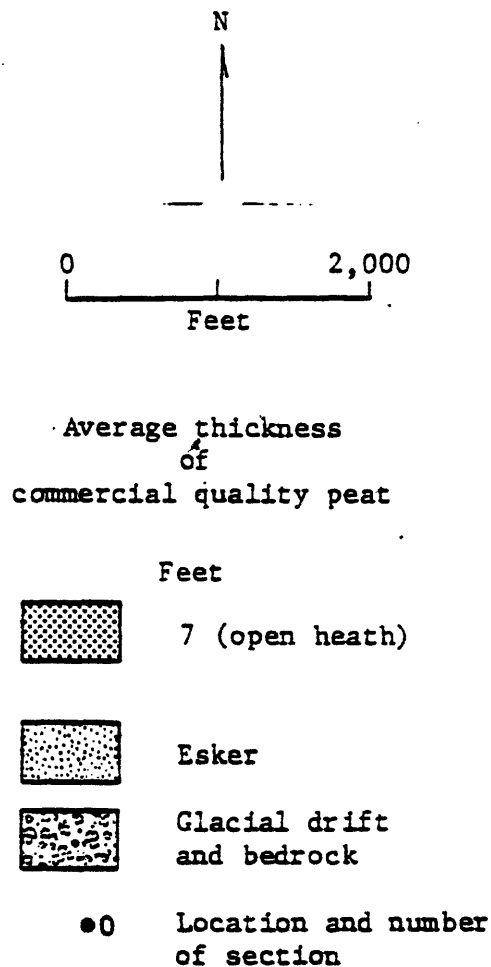 N
0 2,000
Feet
Average thickness
of
commercial quality peat
Feet
7 (open heath)
Esker
Glacial drift
and bedrock
●0 Location and number
of section